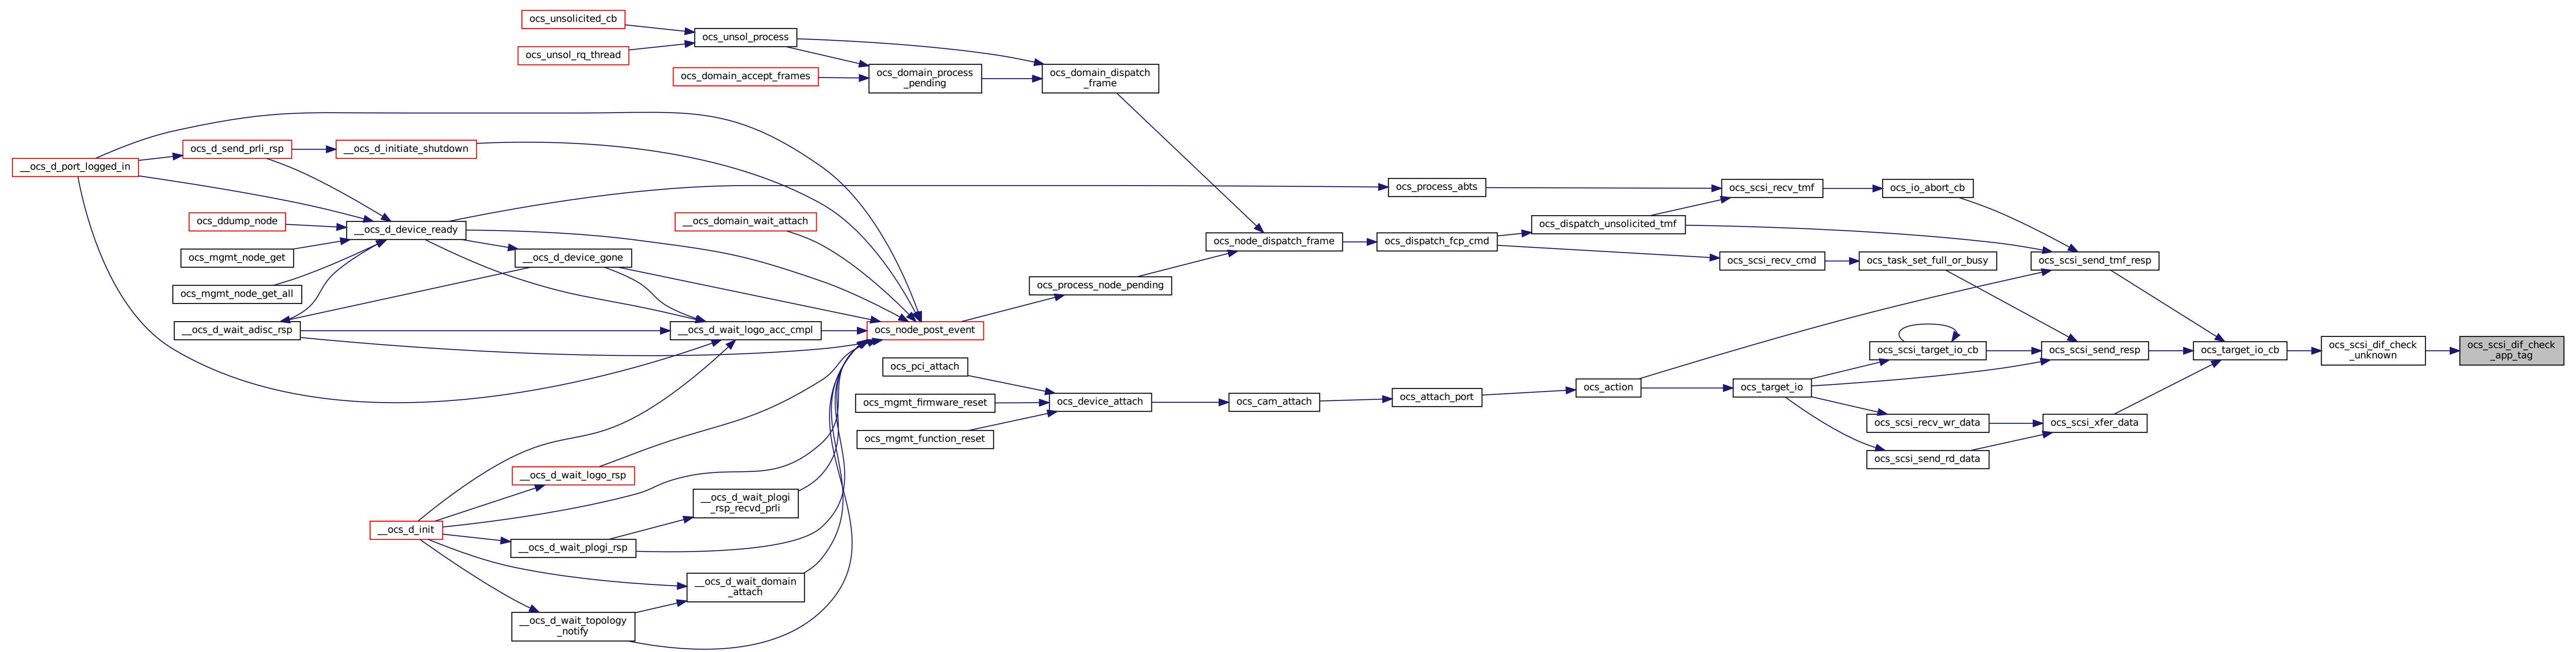 ocs_unsolicited_cb
ocs_unsol_process
ocs_unsol_rq_thread
ocs_domain_accept_frames
ocs_domain_process
_pending
ocs_domain_dispatch
_frame
__ocs_d_port_logged_in
ocs_d_send_prli_rsp
__ocs_d_initiate_shutdown
ocs_ddump_node
ocs_mgmt_node_get
ocs_mgmt_node_get_all
__ocs_d_wait_adisc_rsp
__ocs_d_device_ready
__ocs_d_device_gone
__ocs_domain_wait_attach
__ocs_d_wait_logo_acc_cmpl
ocs_node_post_event
ocs_process_node_pending
ocs_node_dispatch_frame
ocs_dispatch_fcp_cmd
ocs_process_abts
ocs_dispatch_unsolicited_tmf
ocs_scsi_recv_tmf
ocs_io_abort_cb
ocs_scsi_recv_cmd
ocs_task_set_full_or_busy
ocs_scsi_send_tmf_resp
ocs_pci_attach
ocs_mgmt_firmware_reset
ocs_mgmt_function_reset
ocs_device_attach
ocs_cam_attach
ocs_attach_port
ocs_action
ocs_target_io
ocs_scsi_target_io_cb
ocs_scsi_recv_wr_data
ocs_scsi_send_rd_data
ocs_scsi_send_resp
ocs_scsi_xfer_data
ocs_target_io_cb
ocs_scsi_dif_check
_unknown
ocs_scsi_dif_check
_app_tag
__ocs_d_wait_logo_rsp
__ocs_d_wait_plogi
_rsp_recvd_prli
__ocs_d_init
__ocs_d_wait_plogi_rsp
__ocs_d_wait_domain
_attach
__ocs_d_wait_topology
_notify